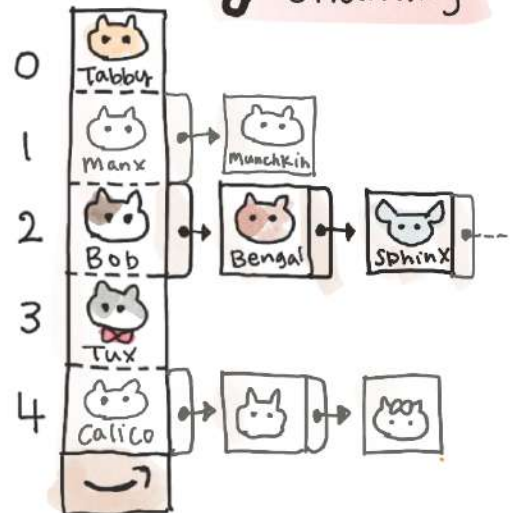 0
Tabby
1
Manx
Munchkin
2
Bob
Bengal
Sphinx
3
Tux
4
Calico